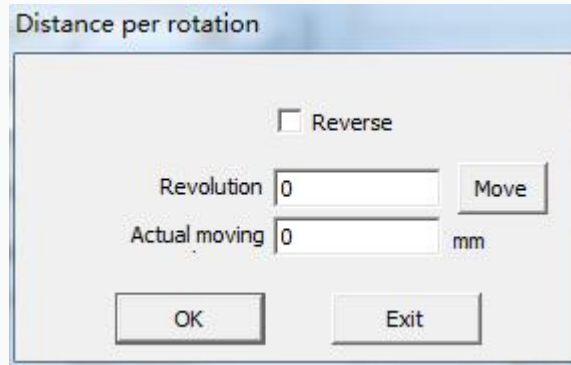 Distance per rotation
Reverse
Revolution 0 Move
Actual moving 0 mm
OK Exit